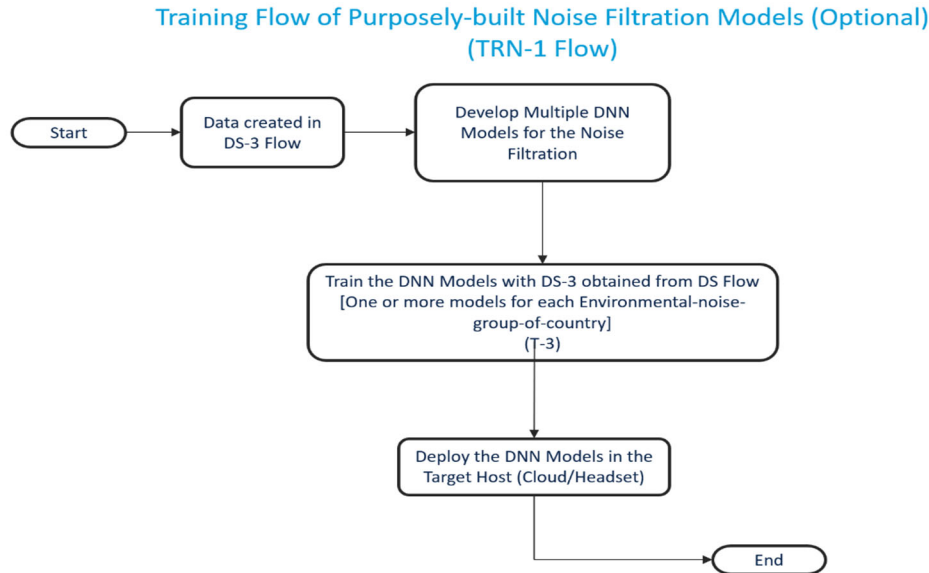 Training Flow of Purposely-built Noise Filtration Models (Optional)
(TRN-1 Flow)
Start
Data created in
DS-3 Flow
Develop Multiple DNN
Models for the Noise
Filtration
Train the DNN Models with DS-3 obtained from DS Flow
[One or more models for each Environmental-noise-
group-of-country]
(T-3)
Deploy the DNN Models in the
Target Host (Cloud/Headset)
End